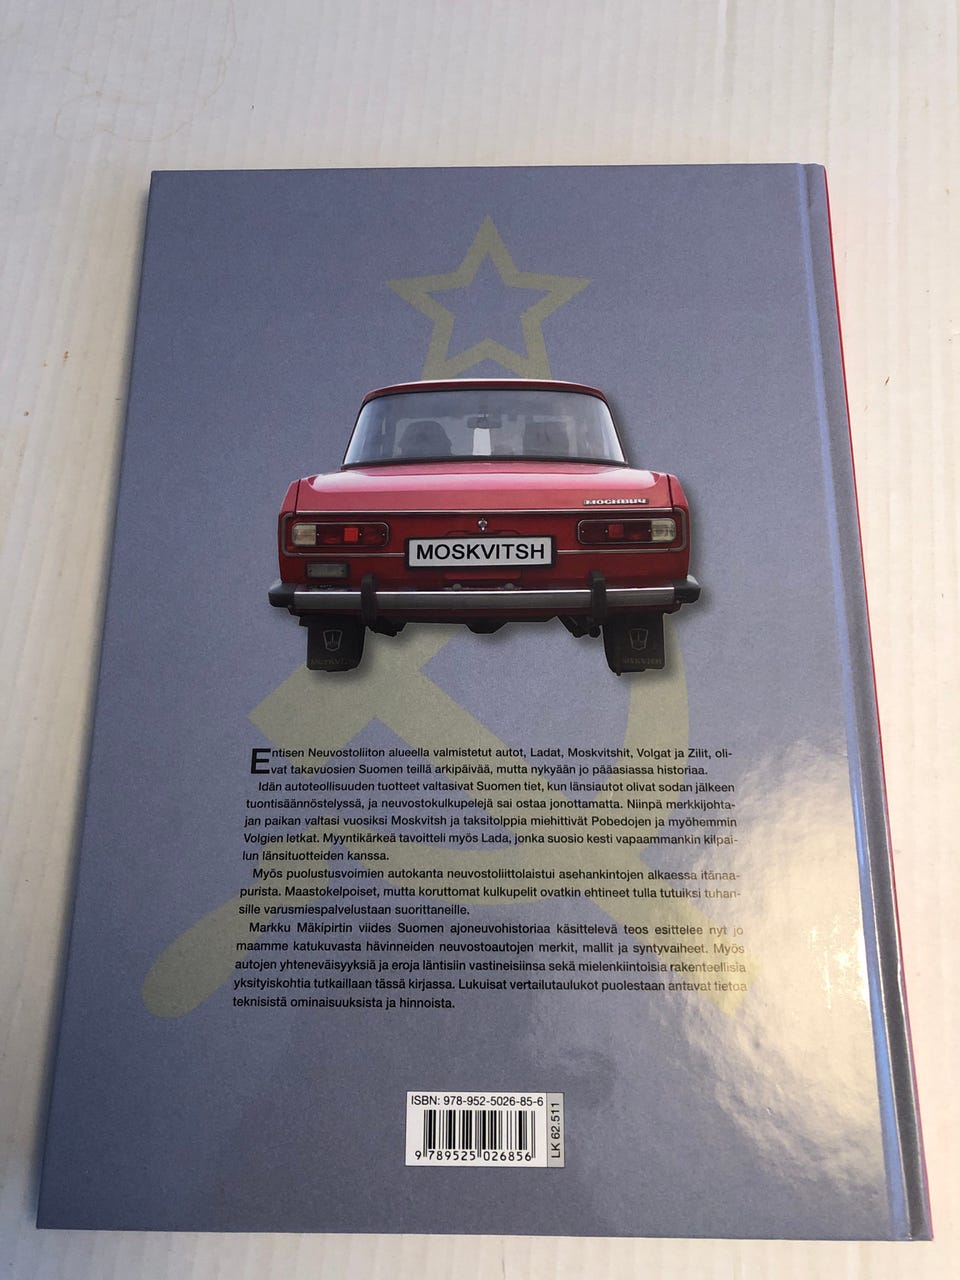 МОСКВИЧ
MOSKVITSH
MOSKVITSH
MOSKVITSH
Entisen Neuvostoliiton alueella valmistetut autot, Ladat, Moskvitshit, Volgat ja Zilit, oli-
vat takavuosien Suomen teillä arkipäivää, mutta nykyään jo pääasiassa historiaa.
Idän autoteollisuuden tuotteet valtasivat Suomen tiet, kun länsiautot olivat sodan jälkeen
tuontisäännöstelyssä, ja neuvostokulkupelejä sai ostaa jonottamatta. Niinpä merkkijohta-
jan paikan valtasi vuosiksi Moskvitsh ja taksitolppia miehittivät Pobedojen ja myöhemmin
Volgien letkat. Myyntikärkeä tavoitteli myös Lada, jonka suosio kesti vapaammankin kilpai-
lun länsituotteiden kanssa.
Myös puolustusvoimien autokanta neuvostoliittolaistui asehankintojen alkaessa itänaa-
purista. Maastokelpoiset, mutta koruttomat kulkupelit ovatkin ehtineet tulla tutuiksi tuhan-
sille varusmiespalvelustaan suorittaneille.
Markku Mäkipirtin viides Suomen ajoneuvohistoriaa käsittelevä teos esittelee nyt jo
maamme katukuvasta hävinneiden neuvostoautojen merkit, mallit ja syntyvaiheet. Myös
autojen yhteneväisyyksiä ja eroja läntisiin vastineisiinsa sekä mielenkiintoisia rakenteellisia
yksityiskohtia tutkaillaan tässä kirjassa. Lukuisat vertailutaulukot puolestaan antavat tietoa
teknisistä ominaisuuksista ja hinnoista.
ISBN: 978-952-5026-85-6
9 789525 026856
LK 62.511